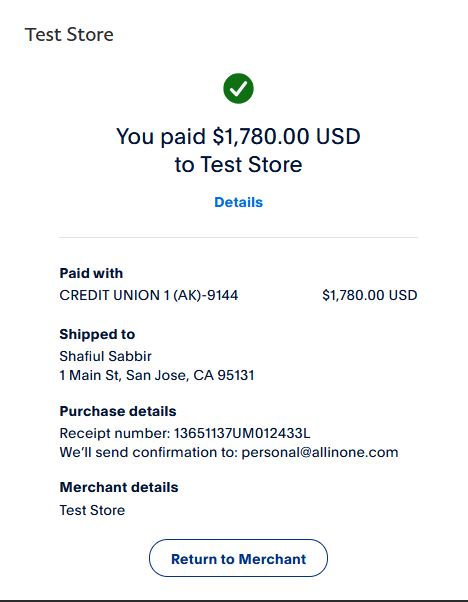 Test Store
You paid $1,780.00 USD
to Test Store
Details
Paid with
CREDIT UNION 1 (AK)-9144 $1,780.00 USD
Shipped to
Shafiul Sabbir
1 Main St, San Jose, CA 95131
Purchase details
Receipt number: 13651137UM012433L
We'll send confirmation to: personal@allinone.com
Merchant details
Test Store
Return to Merchant